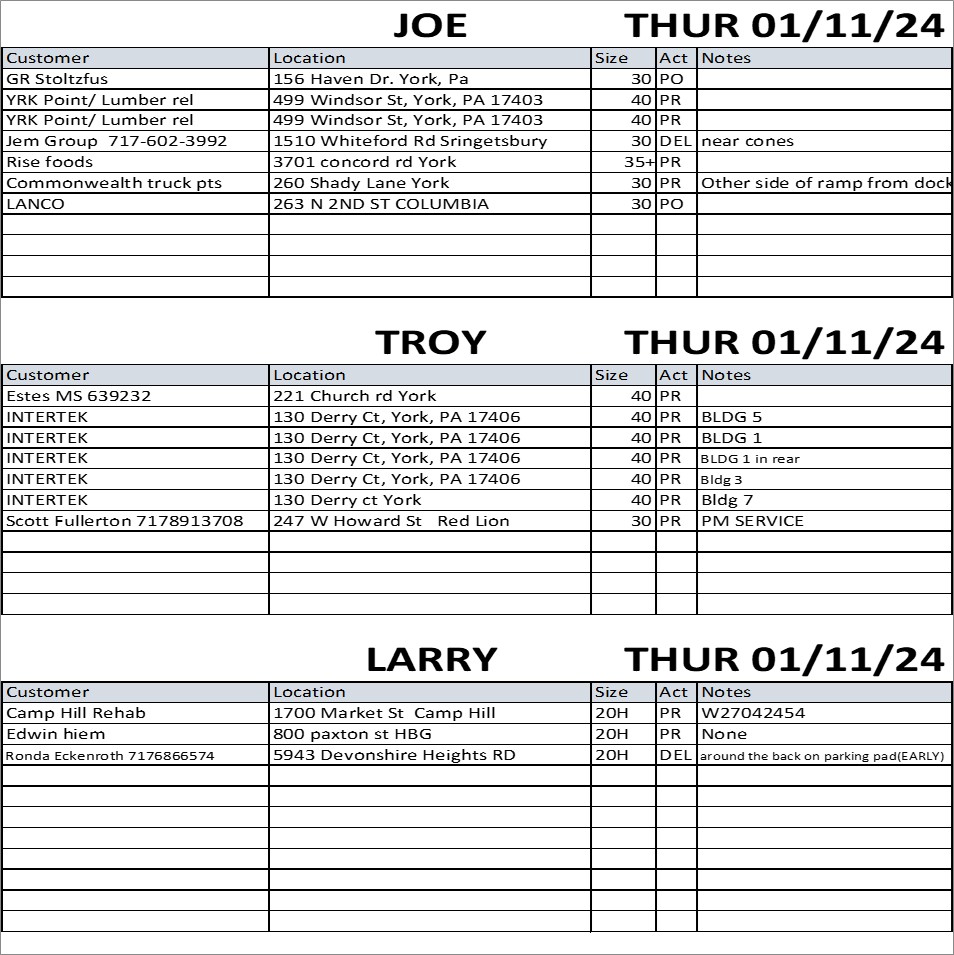 JOE THUR 01/11/24
Customer Location Size Act Notes
GR Stoltzfus 156 Haven Dr. York, Pa 30 PO
YRK Point/ Lumber rel 499 Windsor St, York, PA 17403 40 PR
YRK Point/ Lumber rel 499 Windsor St, York, PA 17403 40 PR
Jem Group 717-602-3992 1510 Whiteford Rd Sringetsbury 30 DEL near cones
Rise foods 3701 concord rd York 35+ PR
Commonwealth truck pts 260 Shady Lane York 30 PR Other side of ramp from dock
LANCO 263 N 2ND ST COLUMBIA 30 PO
TROY THUR 01/11/24
Customer Location Size Act Notes
Estes MS 639232 221 Church rd York 40 PR
INTERTEK 130 Derry Ct, York, PA 17406 40 PR BLDG 5
INTERTEK 130 Derry Ct, York, PA 17406 40 PR BLDG 1
INTERTEK 130 Derry Ct, York, PA 17406 40 PR BLDG 1 in rear
INTERTEK 130 Derry Ct, York, PA 17406 40 PR Bldg 3
INTERTEK 130 Derry ct York 40 PR Bldg 7
Scott Fullerton 7178913708 247 W Howard St Red Lion 30 PR PM SERVICE
LARRY THUR 01/11/24
Customer Location Size Act Notes
Camp Hill Rehab 1700 Market St Camp Hill 20H PR W27042454
Edwin hiem 800 paxton st HBG 20H PR None
Ronda Eckenroth 7176866574 5943 Devonshire Heights RD 20H DEL around the back on parking pad(EARLY)